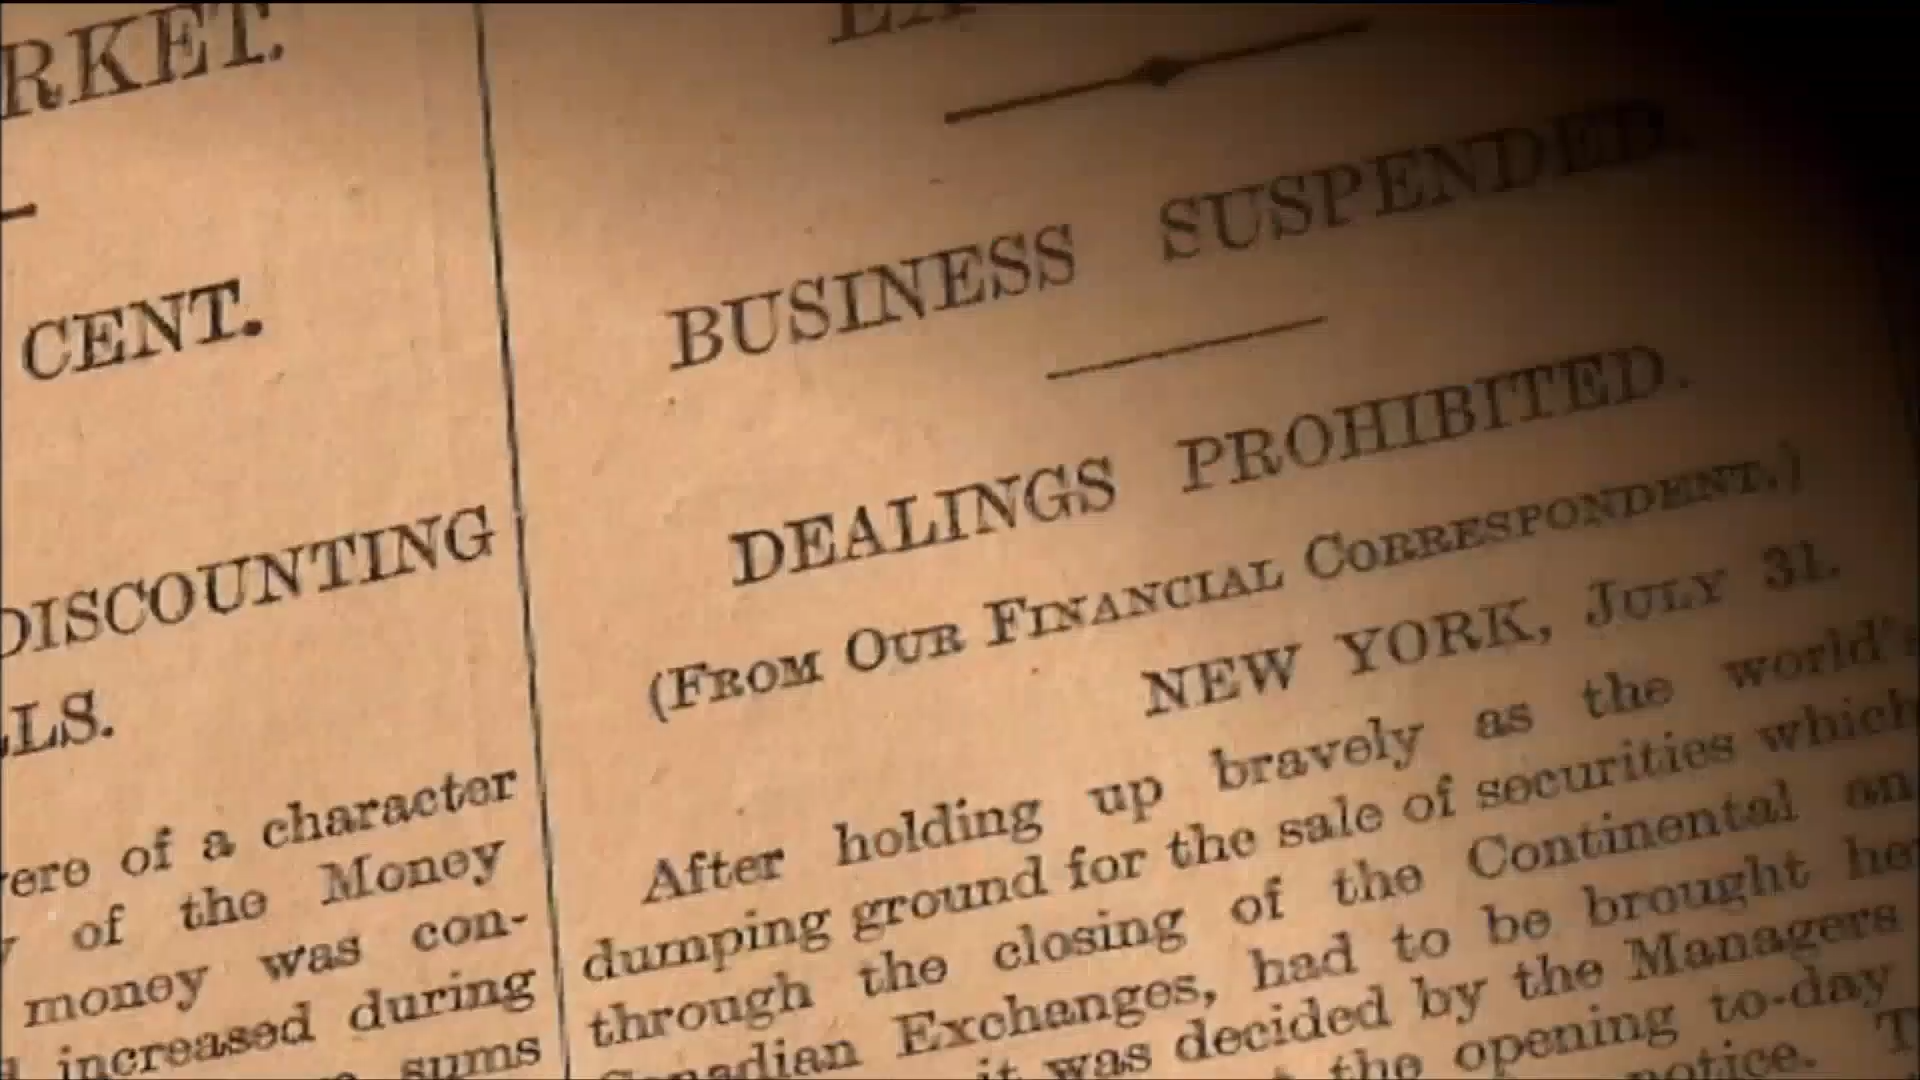 RKET.
CENT.
DISCOUNTING
LLS.
ere of a character
of the Money
money was con-
increased during
sums
BUSINESS SUSPENDED.
DEALINGS PROHIBITED.
(FROM OUR FINANCIAL CORRESPONDENT.)
NEW YORK, JULY 31.
After holding up bravely as the world's
dumping ground for the sale of securities which
through the closing of the Continental an
Exchanges, had to be brought he
it was decided by the Managers
the opening to-day
notice. T